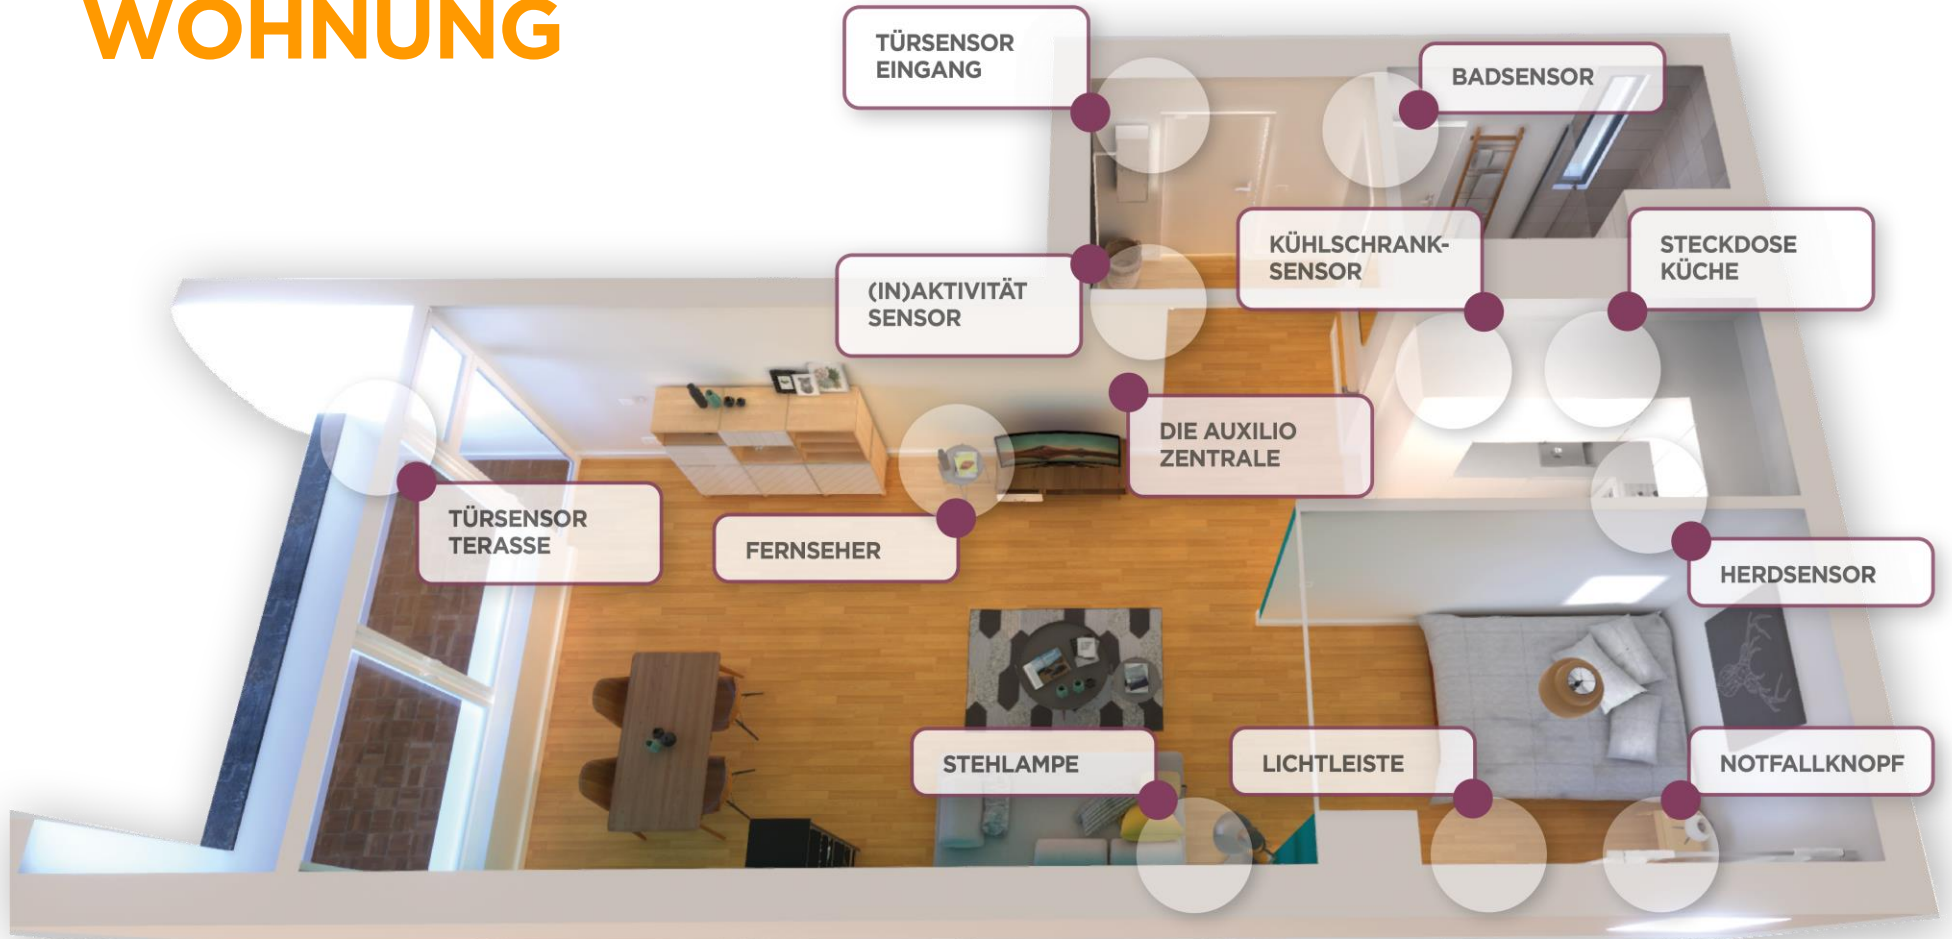 WOHNUNG
TÜRSENSOR
EINGANG
BADSENSOR
(IN)AKTIVITÄT
SENSOR
KÜHLSCHRANK-
SENSOR
STECKDOSE
KÜCHE
DIE AUXILIO
ZENTRALE
TÜRSENSOR
TERASSE
FERNSEHER
HERDSENSOR
STEHLAMPE
LICHTLEISTE
NOTFALLKNOPF